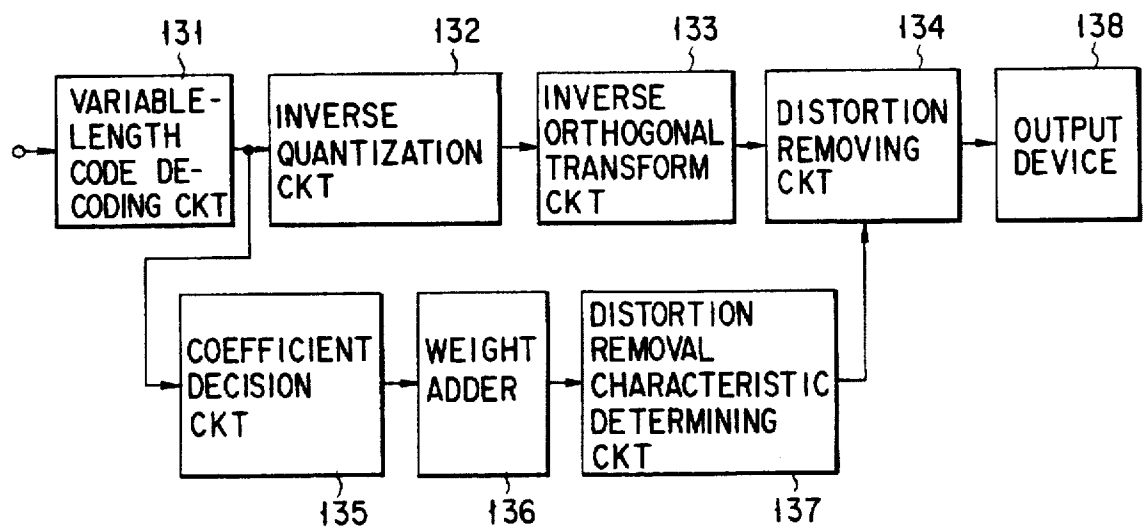 131
132
133
134
138
VARIABLE-
LENGTH
CODE DE-
CODING CKT
INVERSE
QUANTIZATION
CKT
INVERSE
ORTHOGONAL
TRANSFORM
CKT
DISTORTION
REMOVING
CKT
OUTPUT
DEVICE
COEFFICIENT
DECISION
CKT
WEIGHT
ADDER
DISTORTION
REMOVAL
CHARACTERISTIC
DETERMINING
CKT
135
136
137